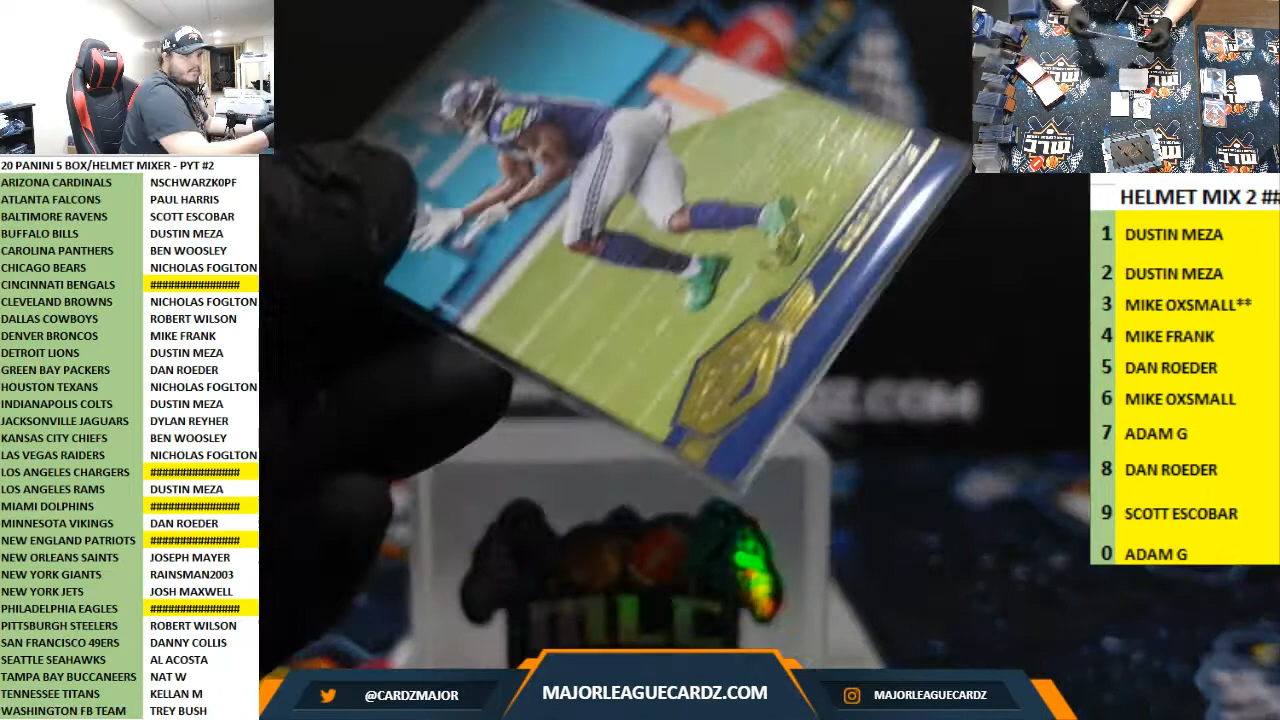 20 PANINI 5 BOX/HELMET MIXER - PYT #2
ARIZONA CARDINALS NSCHWARZK0PF
ATLANTA FALCONS PAUL HARRIS
BALTIMORE RAVENS SCOTT ESCOBAR
BUFFALO BILLS DUSTIN MEZA
CAROLINA PANTHERS BEN WOOSLEY
CHICAGO BEARS NICHOLAS FOGLTON
CINCINNATI BENGALS ###############
CLEVELAND BROWNS NICHOLAS FOGLTON
DALLAS COWBOYS ROBERT WILSON
DENVER BRONCOS MIKE FRANK
DETROIT LIONS DUSTIN MEZA
GREEN BAY PACKERS DAN ROEDER
HOUSTON TEXANS NICHOLAS FOGLTON
INDIANAPOLIS COLTS DUSTIN MEZA
JACKSONVILLE JAGUARS DYLAN REYHER
KANSAS CITY CHIEFS BEN WOOSLEY
LAS VEGAS RAIDERS NICHOLAS FOGLTON
LOS ANGELES CHARGERS ###############
LOS ANGELES RAMS DUSTIN MEZA
MIAMI DOLPHINS ###############
MINNESOTA VIKINGS DAN ROEDER
NEW ENGLAND PATRIOTS ###############
NEW ORLEANS SAINTS JOSEPH MAYER
NEW YORK GIANTS RAINSMAN2003
NEW YORK JETS JOSH MAXWELL
PHILADELPHIA EAGLES ###############
PITTSBURGH STEELERS ROBERT WILSON
SAN FRANCISCO 49ERS DANNY COLLIS
SEATTLE SEAHAWKS AL ACOSTA
TAMPA BAY BUCCANEERS NAT W
TENNESSEE TITANS KELLAN M
WASHINGTON FB TEAM TREY BUSH
HELMET MIX 2 ##
1 DUSTIN MEZA
2 DUSTIN MEZA
3 MIKE OXSMALL**
4 MIKE FRANK
5 DAN ROEDER
6 MIKE OXSMALL
7 ADAM G
8 DAN ROEDER
9 SCOTT ESCOBAR
0 ADAM G
MLC
@CARDZMAJOR
MAJORLEAGUECARDZ.COM
MAJORLEAGUECARDZ